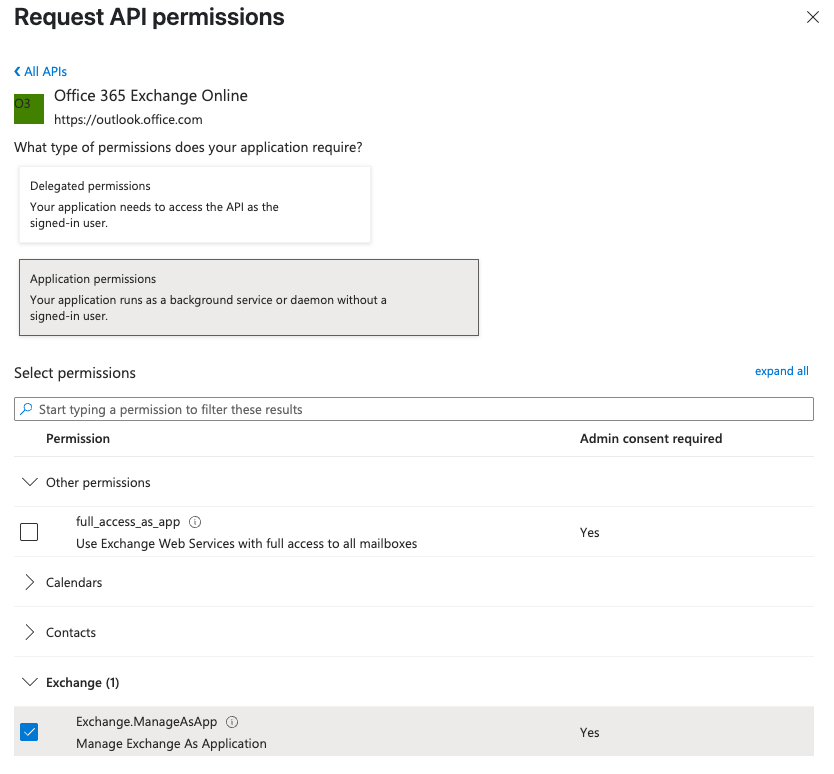 Request API permissions
All APIs
O3
Office 365 Exchange Online
https://outlook.office.com
What type of permissions does your application require?
Delegated permissions
Your application needs to access the API as the
signed-in user.
Application permissions
Your application runs as a background service or daemon without a
signed-in user.
Select permissions
expand all
Start typing a permission to filter these results
Permission
Admin consent required
Other permissions
full_access_as_app
Use Exchange Web Services with full access to all mailboxes
Yes
Calendars
Contacts
Exchange (1)
Exchange.ManageAsApp
Manage Exchange As Application
Yes